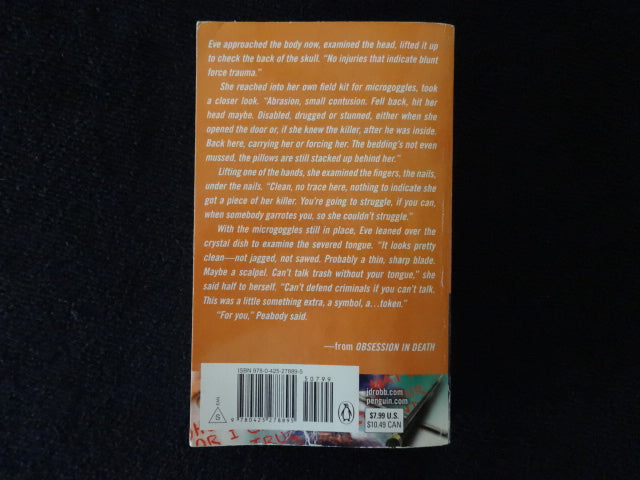 Eve approached the body now, examined the head, lifted it up
to check the back of the skull. "No injuries that indicate blunt
force trauma."
She reached into her own field kit for microgoggles, took
a closer look. "Abrasion, small contusion. Fell back, hit her
head maybe. Disabled, drugged or stunned, either when she
opened the door or, if she knew the killer, after he was inside.
Back here, carrying her or forcing her. The bedding's not even
mussed, the pillows are still stacked up behind her."
Lifting one of the hands, she examined the fingers, the nails,
under the nails. "Clean, no trace here, nothing to indicate she
got a piece of her killer. You're going to struggle, if you can,
when somebody garrotes you, so she couldn't struggle."
With the microgoggles still in place, Eve leaned over the
crystal dish to examine the severed tongue. "It looks pretty
clean—not jagged, not sawed. Probably a thin, sharp blade.
Maybe a scalpel. Can't talk trash without your tongue," she
said half to herself. "Can't defend criminals if you can't talk.
This was a little something extra, a symbol, a...token."
"For you," Peabody said.
—from OBSESSION IN DEATH
ISBN 978-0-425-27889-5
50799
EAN
S
9 780425 278895
jdrobb.com
penguin.com
$7.99 U.S.
$10.49 CAN
OR I